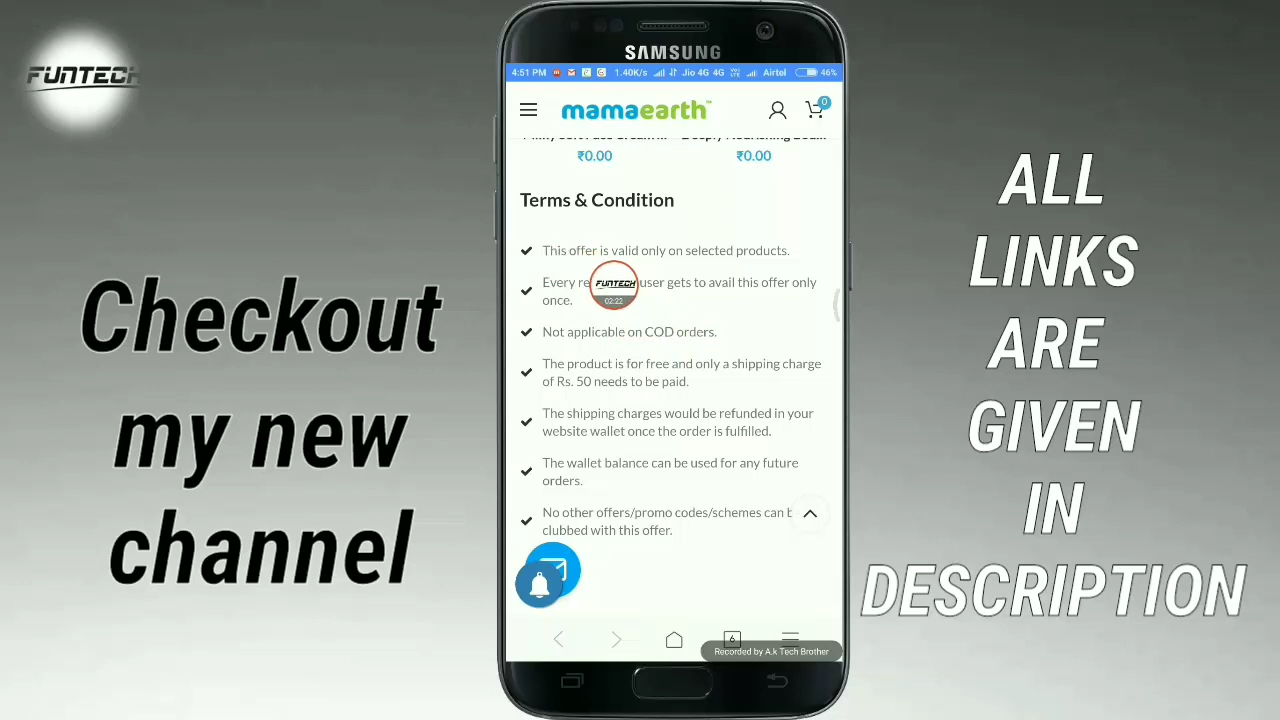 FUNTECH
Checkout
my new
channel
SAMSUNG
4:51 PM 1.40K/s Jio 4G 4G Airtel 46%
mamaearth™
0
₹0.00 ₹0.00
Terms & Condition
This offer is valid only on selected products.
Every re user gets to avail this offer only
once.
FUNTECH
02:22
Not applicable on COD orders.
The product is for free and only a shipping charge
of Rs. 50 needs to be paid.
The shipping charges would be refunded in your
website wallet once the order is fulfilled.
The wallet balance can be used for any future
orders.
No other offers/promo codes/schemes can b
clubbed with this offer.
6
Recorded by A.k Tech Brother
ALL
LINKS
ARE
GIVEN
IN
DESCRIPTION